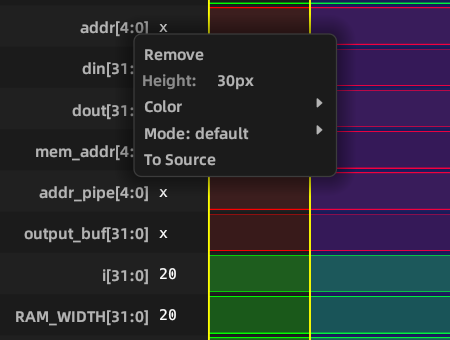 addr[4:0] x
Remove
din[31:
Height: 30px
Color
dout[31:
Mode: default
mem_addr[4:
To Source
addr_pipe[4:0] x
output_buf[31:0] x
i[31:0] 20
RAM_WIDTH[31:0] 20